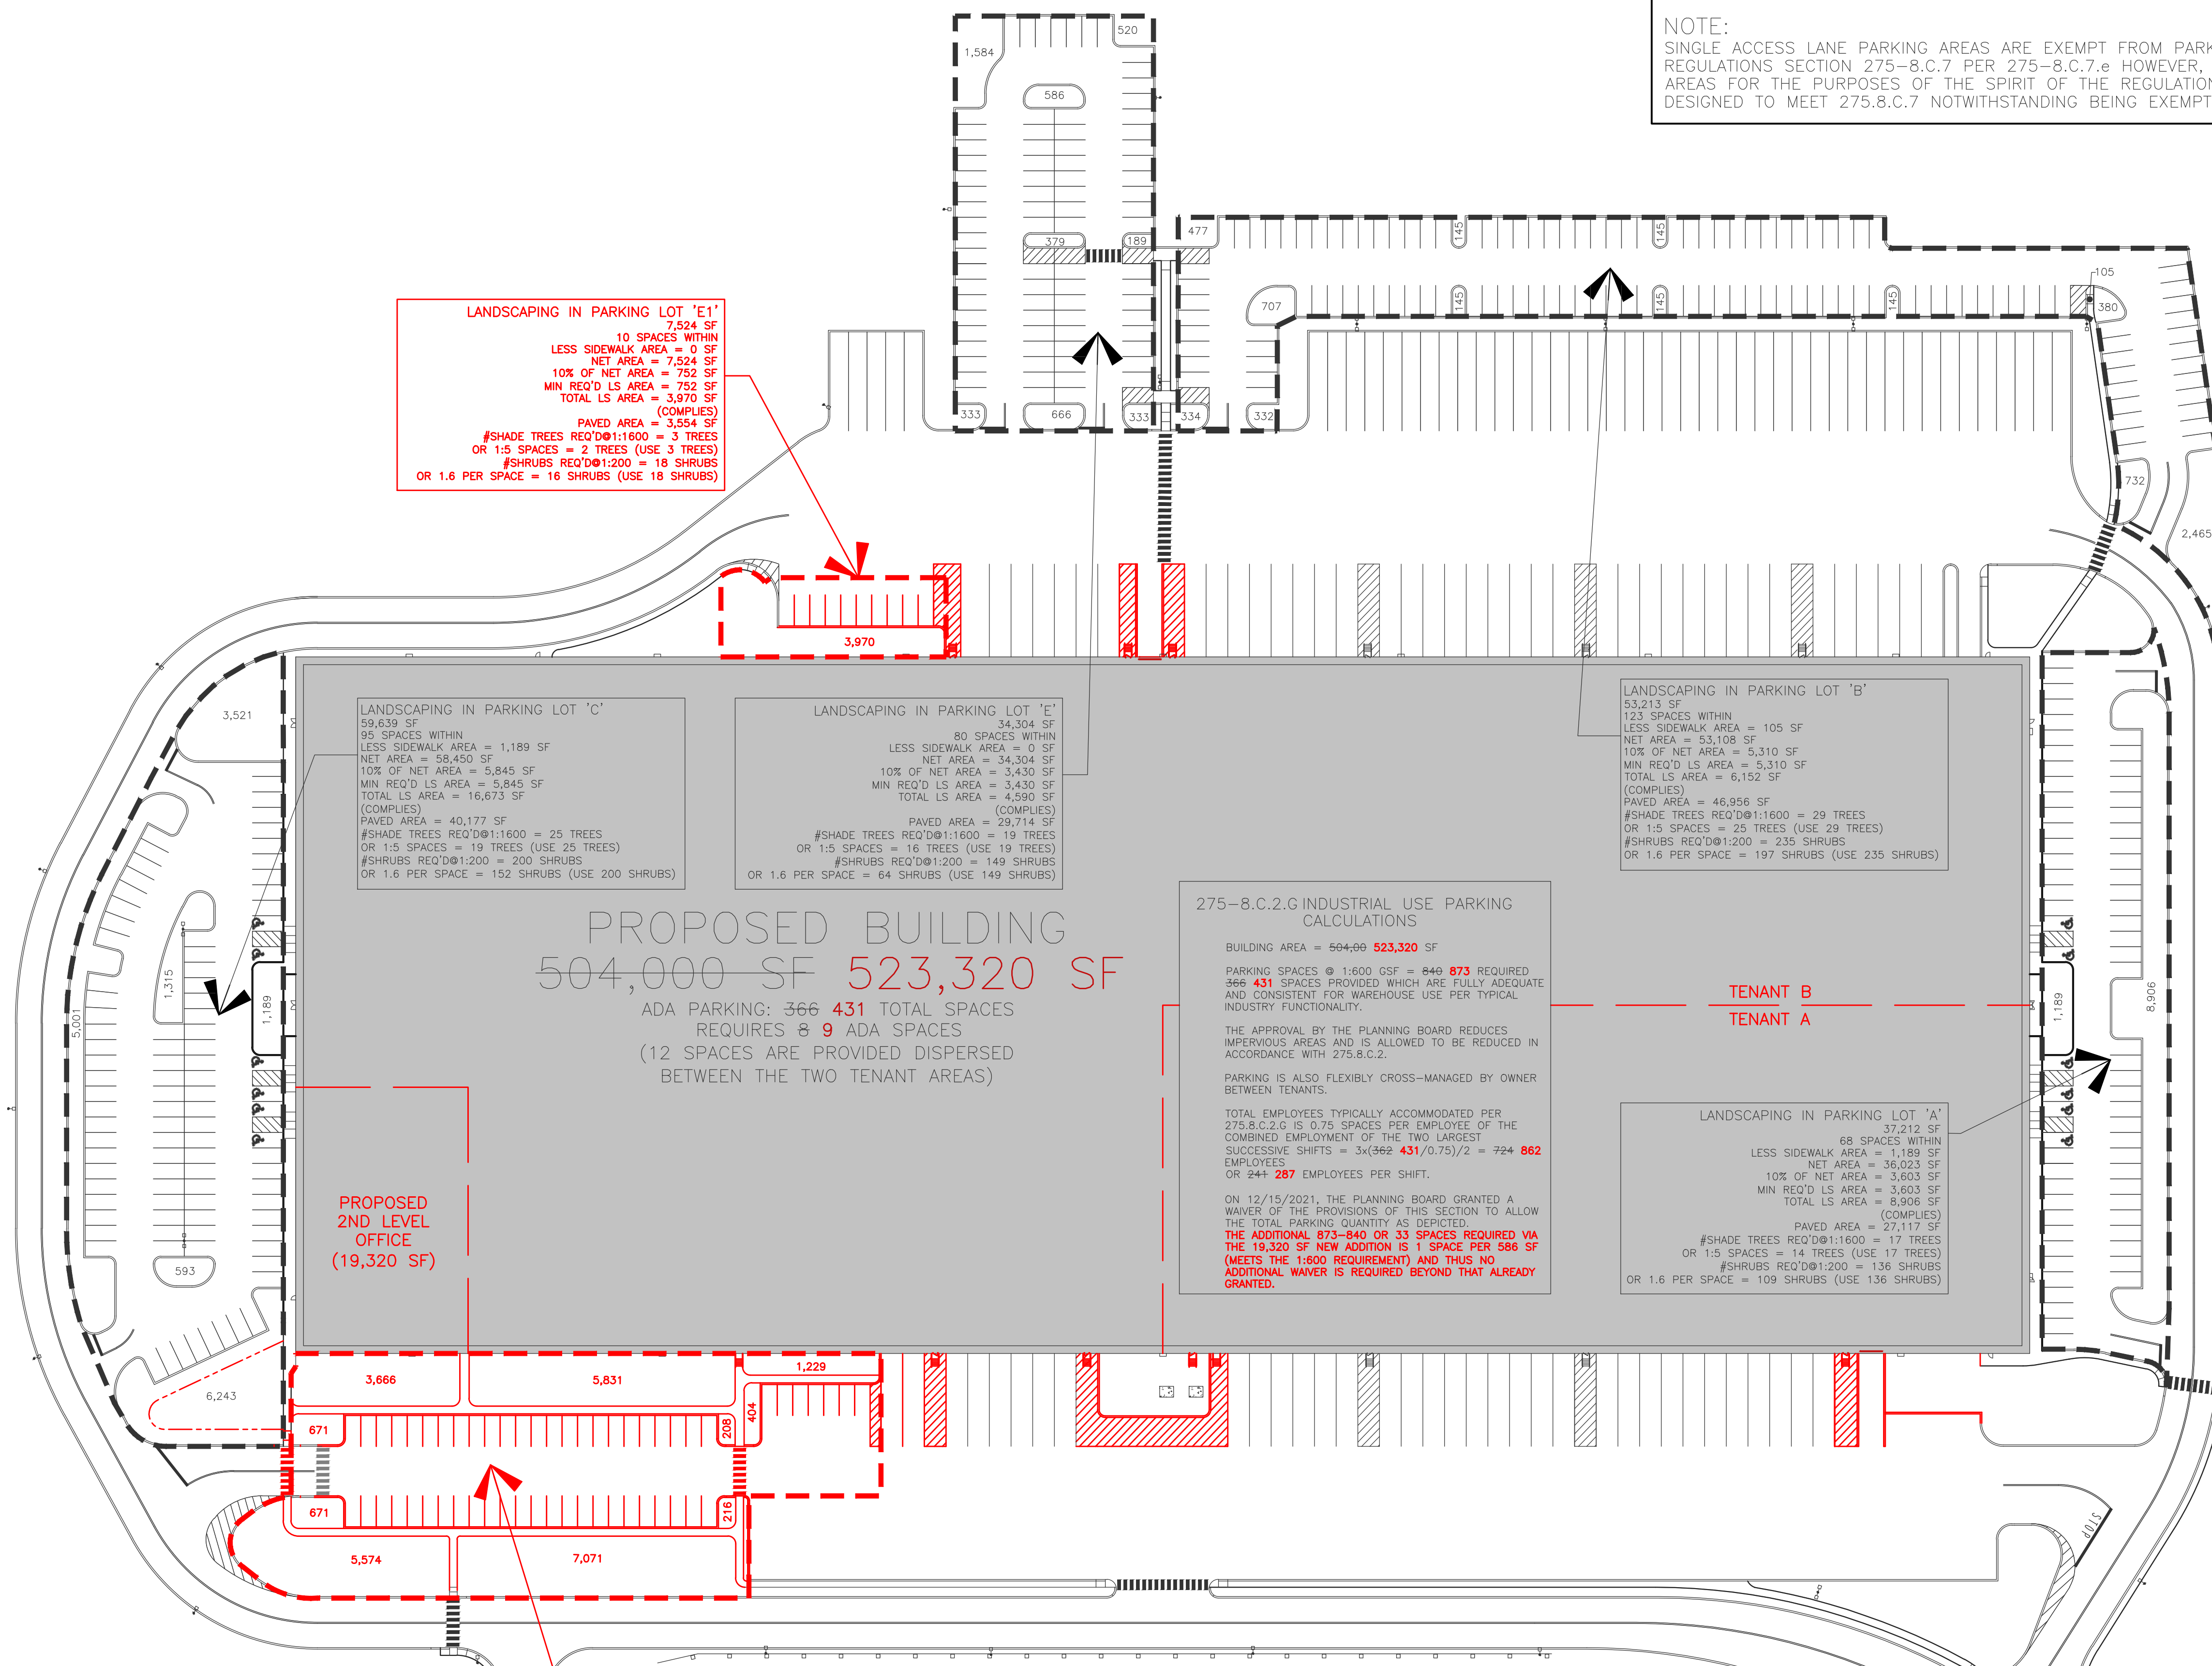 NOTE:
SINGLE ACCESS LANE PARKING AREAS ARE EXEMPT FROM
REGULATIONS SECTION 275-8.C.7 PER 275-8.C.7.e HOWEVER,
AREAS FOR THE PURPOSES OF THE SPIRIT OF THE
DESIGNED TO MEET 275.8.C.7 NOTWITHSTANDING BEING EXEMPT
1,584
520
586
379
189
477
145
145
145
145
145
105
380
707
333
666
333
334
332
732
2,465
LANDSCAPING IN PARKING LOT 'E1'
7,524 SF
10 SPACES WITHIN
LESS SIDEWALK AREA = 0 SF
NET AREA = 7,524 SF
10% OF NET AREA = 752 SF
MIN REQ'D LS AREA = 752 SF
TOTAL LS AREA = 3,970 SF
(COMPLIES)
PAVED AREA = 3,554 SF
#SHADE TREES REQ'D@1:1600 = 3 TREES
OR 1:5 SPACES = 2 TREES (USE 3 TREES)
#SHRUBS REQ'D@1:200 = 18 SHRUBS
OR 1.6 PER SPACE = 16 SHRUBS (USE 18 SHRUBS)
3,970
3,521
LANDSCAPING IN PARKING LOT 'C'
59,639 SF
95 SPACES WITHIN
LESS SIDEWALK AREA = 1,189 SF
NET AREA = 58,450 SF
10% OF NET AREA = 5,845 SF
MIN REQ'D LS AREA = 5,845 SF
TOTAL LS AREA = 16,673 SF
(COMPLIES)
PAVED AREA = 40,177 SF
#SHADE TREES REQ'D@1:1600 = 25 TREES
OR 1:5 SPACES = 19 TREES (USE 25 TREES)
#SHRUBS REQ'D@1:200 = 200 SHRUBS
OR 1.6 PER SPACE = 152 SHRUBS (USE 200 SHRUBS)
LANDSCAPING IN PARKING LOT 'E'
34,304 SF
80 SPACES WITHIN
LESS SIDEWALK AREA = 0 SF
NET AREA = 34,304 SF
10% OF NET AREA = 3,430 SF
MIN REQ'D LS AREA = 3,430 SF
TOTAL LS AREA = 4,590 SF
(COMPLIES)
PAVED AREA = 29,714 SF
#SHADE TREES REQ'D@1:1600 = 19 TREES
OR 1:5 SPACES = 16 TREES (USE 19 TREES)
#SHRUBS REQ'D@1:200 = 149 SHRUBS
OR 1.6 PER SPACE = 64 SHRUBS (USE 149 SHRUBS)
LANDSCAPING IN PARKING LOT 'B'
53,213 SF
123 SPACES WITHIN
LESS SIDEWALK AREA = 105 SF
NET AREA = 53,108 SF
10% OF NET AREA = 5,310 SF
MIN REQ'D LS AREA = 5,310 SF
TOTAL LS AREA = 6,152 SF
(COMPLIES)
PAVED AREA = 46,956 SF
#SHADE TREES REQ'D@1:1600 = 29 TREES
OR 1:5 SPACES = 25 TREES (USE 29 TREES)
#SHRUBS REQ'D@1:200 = 235 SHRUBS
OR 1.6 PER SPACE = 197 SHRUBS (USE 235 SHRUBS)
PROPOSED BUILDING
504,000 SF 523,320 SF
ADA PARKING: 366 431 TOTAL SPACES
REQUIRES 8 9 ADA SPACES
(12 SPACES ARE PROVIDED DISPERSED
BETWEEN THE TWO TENANT AREAS)
275-8.C.2.G INDUSTRIAL USE PARKING
CALCULATIONS
BUILDING AREA = 504,00 523,320 SF
PARKING SPACES @ 1:600 GSF = 840 873 REQUIRED
366 431 SPACES PROVIDED WHICH ARE FULLY ADEQUATE
AND CONSISTENT FOR WAREHOUSE USE PER TYPICAL
INDUSTRY FUNCTIONALITY.
THE APPROVAL BY THE PLANNING BOARD REDUCES
IMPERVIOUS AREAS AND IS ALLOWED TO BE REDUCED IN
ACCORDANCE WITH 275.8.C.2.
PARKING IS ALSO FLEXIBLY CROSS-MANAGED BY OWNER
BETWEEN TENANTS.
TOTAL EMPLOYEES TYPICALLY ACCOMMODATED PER
275.8.C.2.G IS 0.75 SPACES PER EMPLOYEE OF THE
COMBINED EMPLOYMENT OF THE TWO LARGEST
SUCCESSIVE SHIFTS = 3x(362 431/0.75)/2 = 724 862
EMPLOYEES
OR 241 287 EMPLOYEES PER SHIFT.
ON 12/15/2021, THE PLANNING BOARD GRANTED A
WAIVER OF THE PROVISIONS OF THIS SECTION TO ALLOW
THE TOTAL PARKING QUANTITY AS DEPICTED.
THE ADDITIONAL 873-840 OR 33 SPACES REQUIRED VIA
THE 19,320 SF NEW ADDITION IS 1 SPACE PER 586 SF
(MEETS THE 1:600 REQUIREMENT) AND THUS NO
ADDITIONAL WAIVER IS REQUIRED BEYOND THAT ALREADY
GRANTED.
TENANT B
TENANT A
LANDSCAPING IN PARKING LOT 'A'
37,212 SF
68 SPACES WITHIN
LESS SIDEWALK AREA = 1,189 SF
NET AREA = 36,023 SF
10% OF NET AREA = 3,603 SF
MIN REQ'D LS AREA = 3,603 SF
TOTAL LS AREA = 8,906 SF
(COMPLIES)
PAVED AREA = 27,117 SF
#SHADE TREES REQ'D@1:1600 = 17 TREES
OR 1:5 SPACES = 14 TREES (USE 17 TREES)
#SHRUBS REQ'D@1:200 = 136 SHRUBS
OR 1.6 PER SPACE = 109 SHRUBS (USE 136 SHRUBS)
1,315
5,001
1,189
1,189
8,906
PROPOSED
2ND LEVEL
OFFICE
(19,320 SF)
593
6,243
3,666
5,831
1,229
671
208
404
671
216
5,574
7,071
STOP